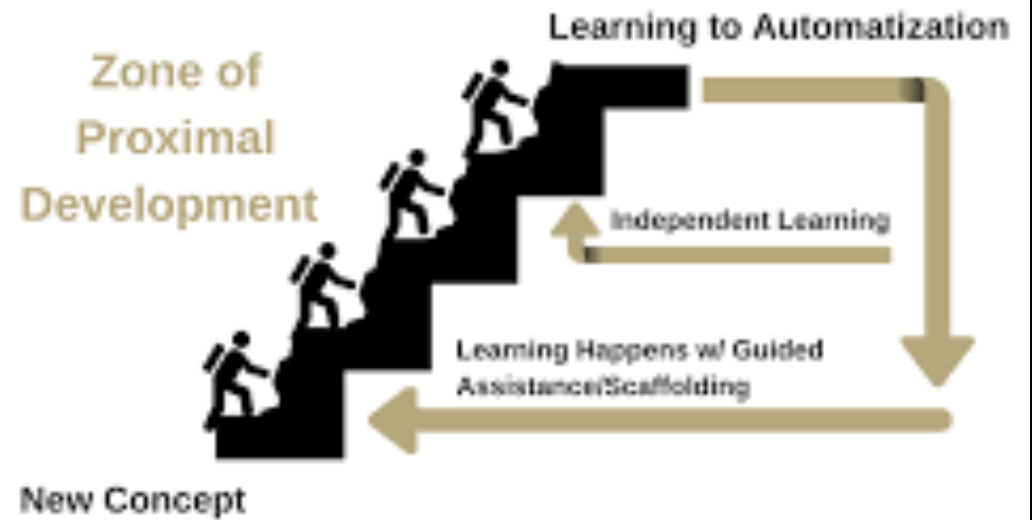 Learning to Automatization
Zone of
Proximal
Development
Independent Learning
Learning Happens w/ Guided
Assistance/Scaffolding
New Concept